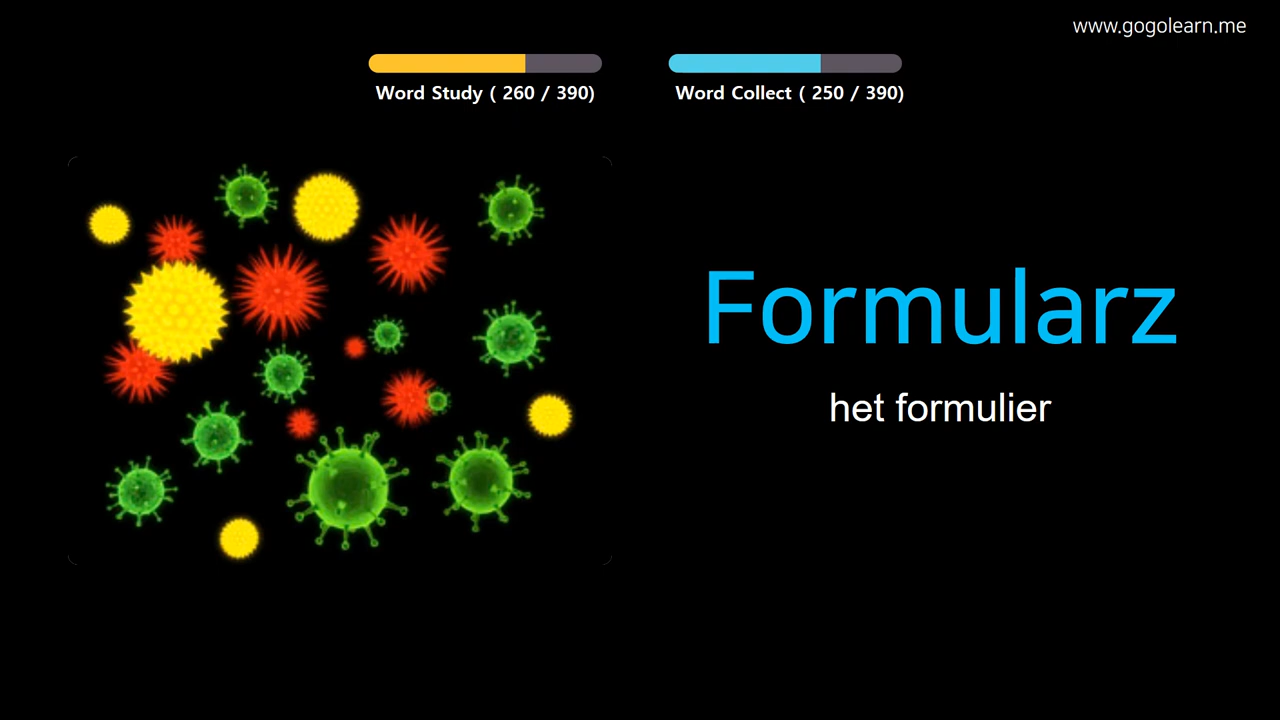 www.gogolearn.me
Word Study ( 260 / 390)
Word Collect ( 250 / 390)
Formularz
het formulier